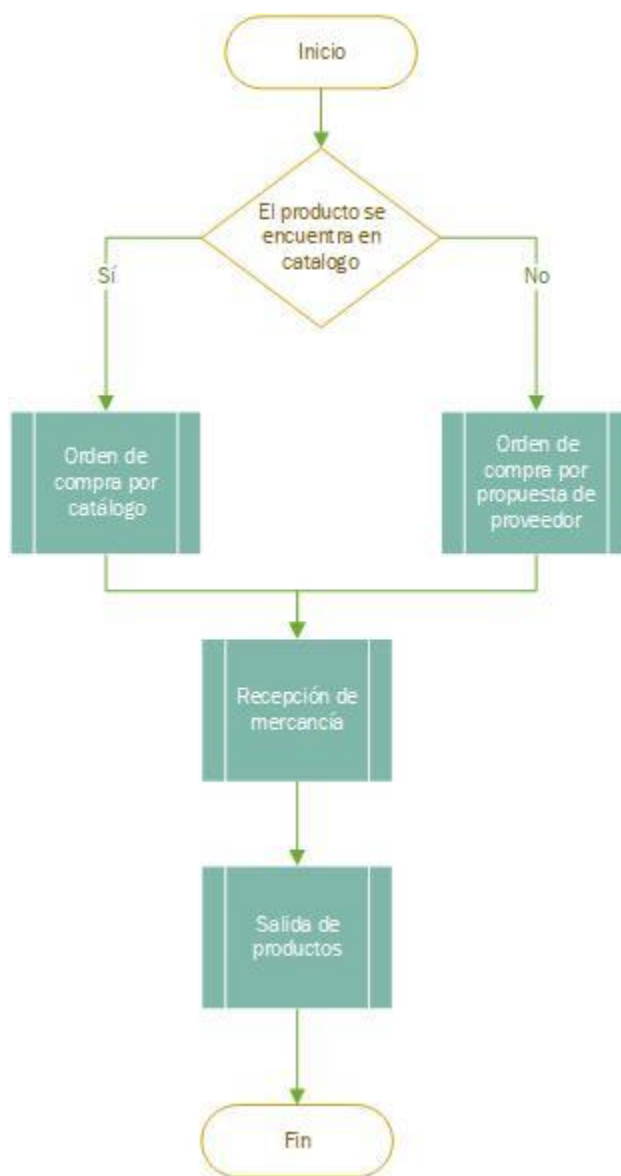 Inicio
El producto se
encuentra en
catalogo
Sí
No
Orden de
compra por
catálogo
Orden de
compra por
propuesta de
proveedor
Recepción de
mercancía
Salida de
productos
Fin